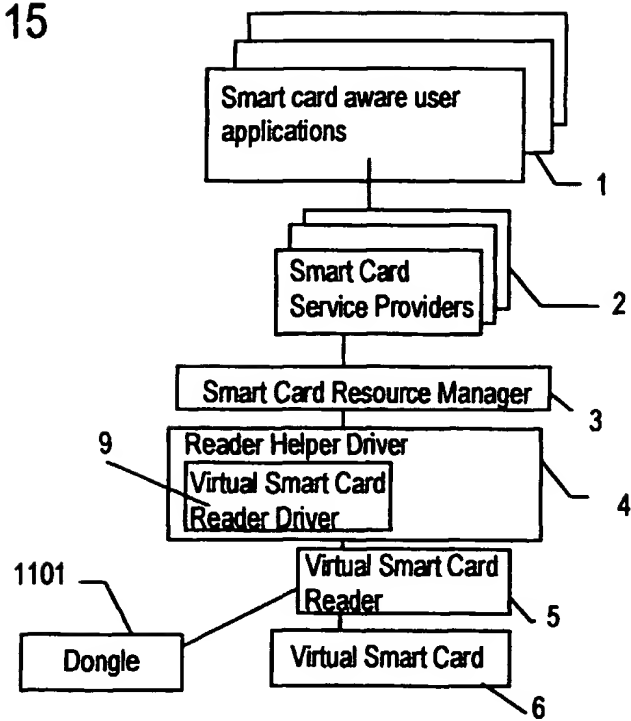 15
Smart card aware user
applications
1
Smart Card
Service Providers
2
Smart Card Resource Manager
3
9
Reader Helper Driver
Virtual Smart Card
Reader Driver
4
1101
Virtual Smart Card
Reader
5
Dongle
Virtual Smart Card
6